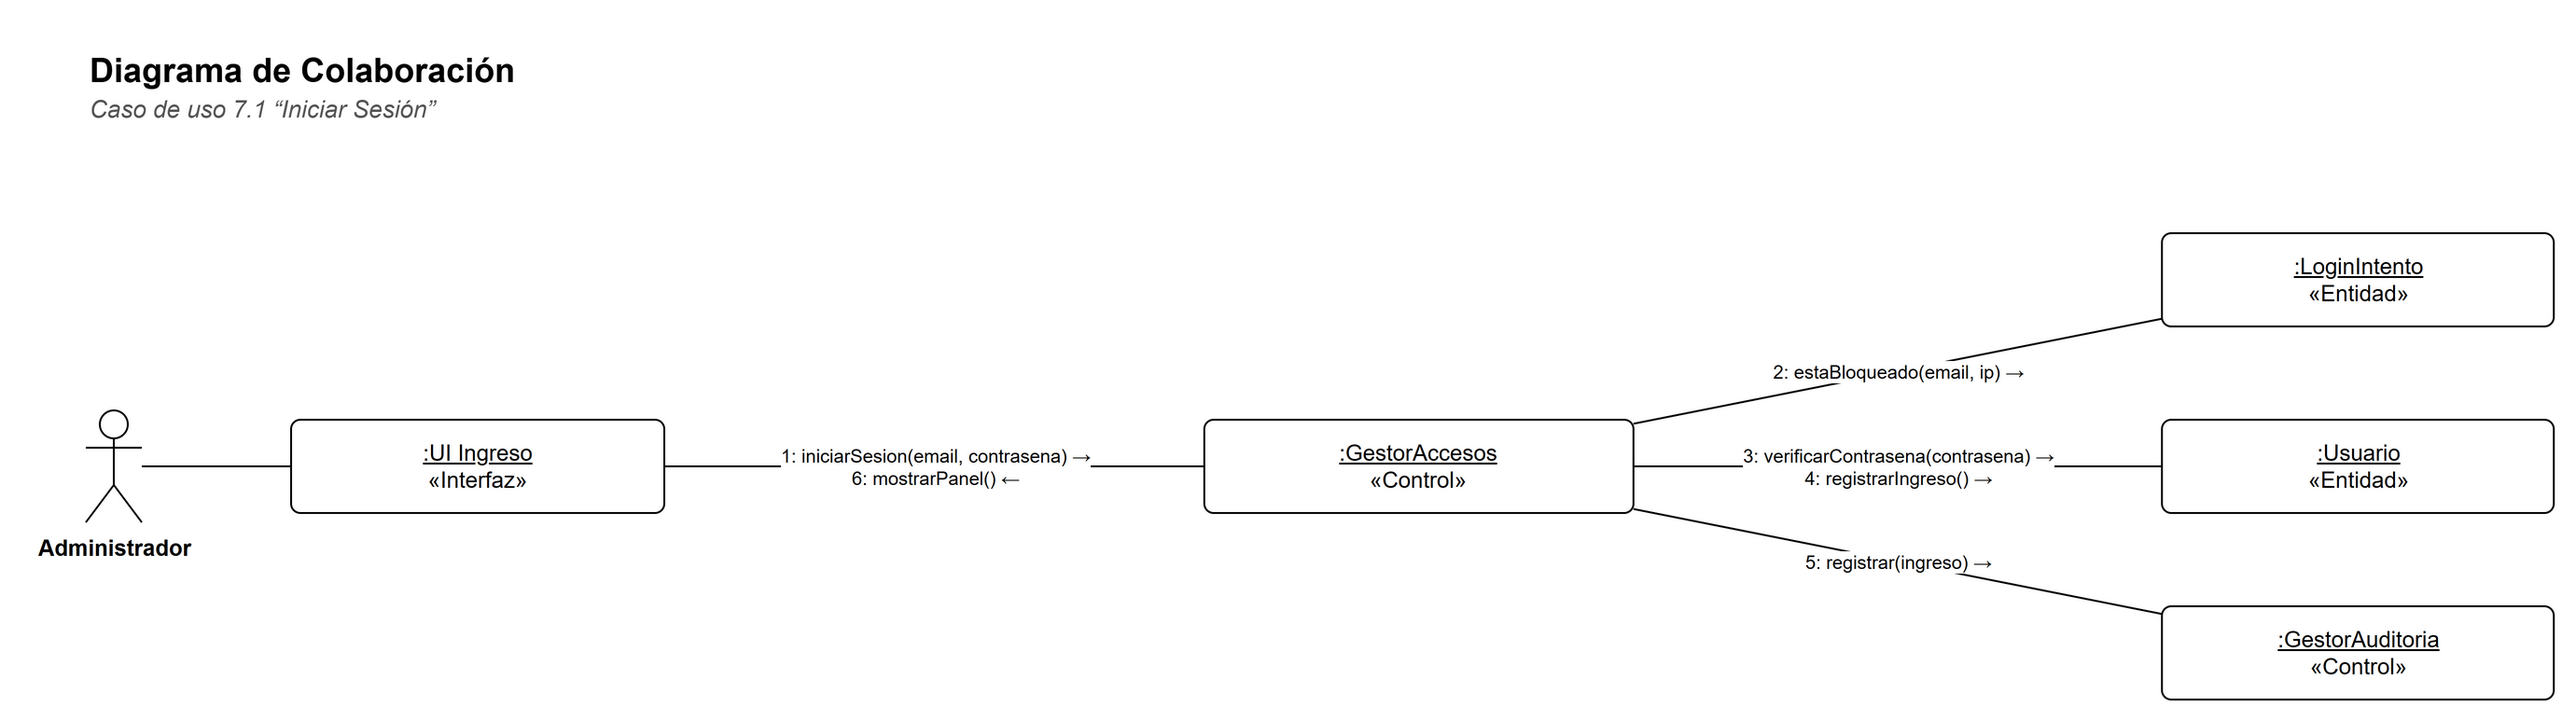 Diagrama de Colaboración
Caso de uso 7.1 “Iniciar Sesión”
:LoginIntento
«Entidad»
2: estaBloqueado(email, ip) →
:UI Ingreso
«Interfaz»
1: iniciarSesion(email, contrasena) →
6: mostrarPanel() ←
:GestorAccesos
«Control»
3: verificarContrasena(contrasena) →
4: registrarIngreso() →
:Usuario
«Entidad»
Administrador
5: registrar(ingreso) →
:GestorAuditoria
«Control»